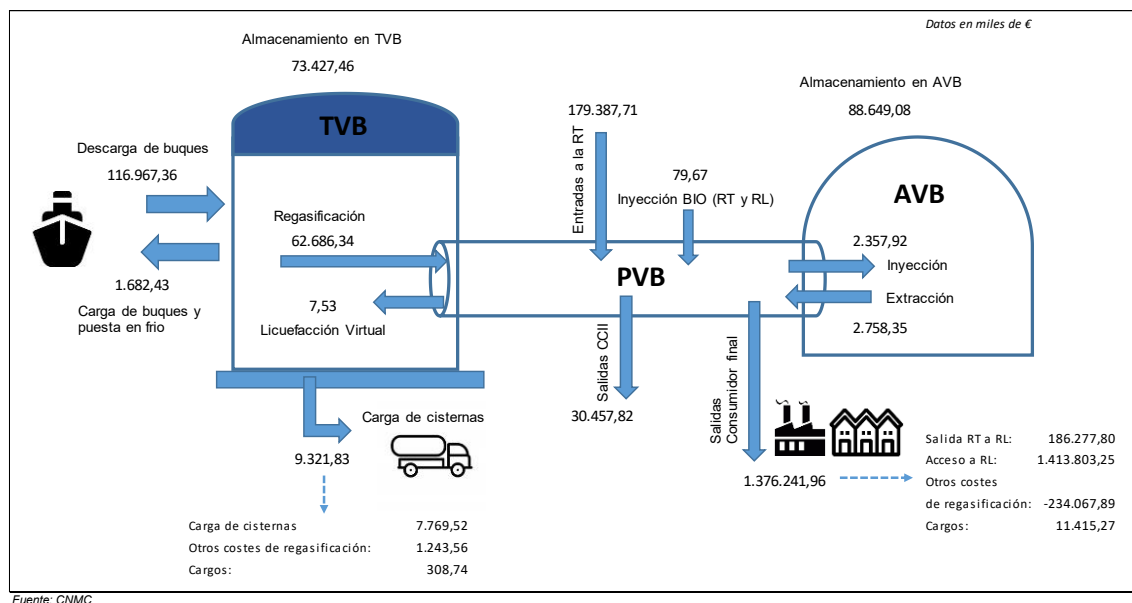 Datos en miles de €
Almacenamiento en TVB
73.427,46
Almacenamiento en AVB
88.649,08
TVB
179.387,71
Entradas a la RT
Descarga de buques
116.967,36
79,67
Inyección BIO (RT y RL)
AVB
Regasificación
62.686,34
2.357,92
Inyección
PVB
1.682,43
Carga de buques y
puesta en frio
7,53
Licuefacción Virtual
Extracción
2.758,35
Salidas CCII
30.457,82
Salidas
Consumidor final
1.376.241,96
Carga de cisternas
9.321,83
Salida RT a RL: 186.277,80
Acceso a RL: 1.413.803,25
Otros costes
de regasificación: -234.067,89
Cargos: 11.415,27
Carga de cisternas 7.769,52
Otros costes de regasificación: 1.243,56
Cargos: 308,74
Fuente: CNMC